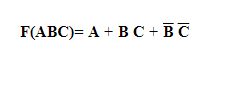 F(ABC)= A + B C + B̅ C̅